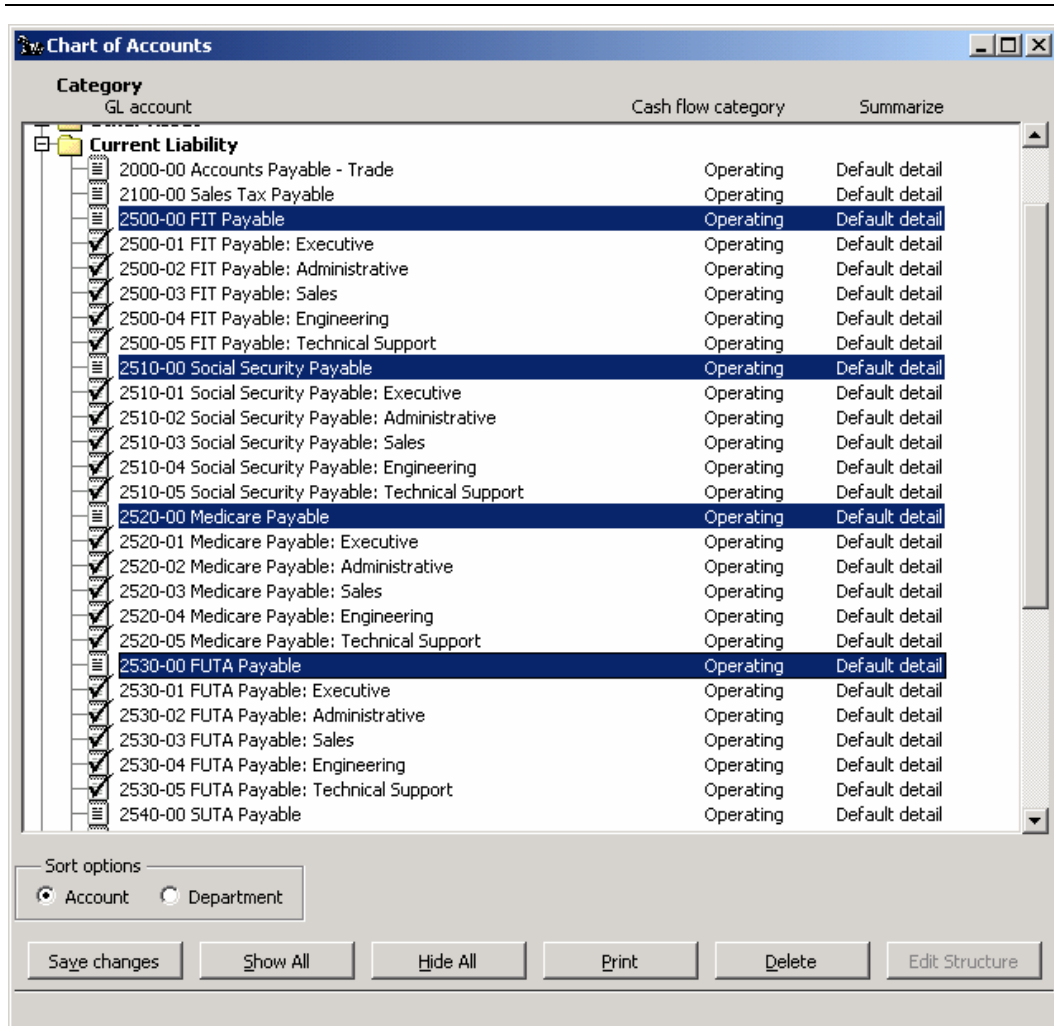 Chart of Accounts
Category
GL account Cash flow category Summarize
Current Liability
2000-00 Accounts Payable - Trade Operating Default detail
2100-00 Sales Tax Payable Operating Default detail
2500-00 FIT Payable Operating Default detail
2500-01 FIT Payable: Executive Operating Default detail
2500-02 FIT Payable: Administrative Operating Default detail
2500-03 FIT Payable: Sales Operating Default detail
2500-04 FIT Payable: Engineering Operating Default detail
2500-05 FIT Payable: Technical Support Operating Default detail
2510-00 Social Security Payable Operating Default detail
2510-01 Social Security Payable: Executive Operating Default detail
2510-02 Social Security Payable: Administrative Operating Default detail
2510-03 Social Security Payable: Sales Operating Default detail
2510-04 Social Security Payable: Engineering Operating Default detail
2510-05 Social Security Payable: Technical Support Operating Default detail
2520-00 Medicare Payable Operating Default detail
2520-01 Medicare Payable: Executive Operating Default detail
2520-02 Medicare Payable: Administrative Operating Default detail
2520-03 Medicare Payable: Sales Operating Default detail
2520-04 Medicare Payable: Engineering Operating Default detail
2520-05 Medicare Payable: Technical Support Operating Default detail
2530-00 FUTA Payable Operating Default detail
2530-01 FUTA Payable: Executive Operating Default detail
2530-02 FUTA Payable: Administrative Operating Default detail
2530-03 FUTA Payable: Sales Operating Default detail
2530-04 FUTA Payable: Engineering Operating Default detail
2530-05 FUTA Payable: Technical Support Operating Default detail
2540-00 SUTA Payable Operating Default detail
Sort options
Account Department
Save changes Show All Hide All Print Delete Edit Structure